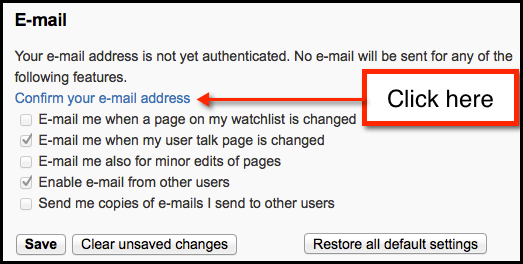 E-mail
Your e-mail address is not yet authenticated. No e-mail will be sent for any of the
following features.
Confirm your e-mail address
Click here
E-mail me when a page on my watchlist is changed
E-mail me when my user talk page is changed
E-mail me also for minor edits of pages
Enable e-mail from other users
Send me copies of e-mails I send to other users
Save Clear unsaved changes Restore all default settings